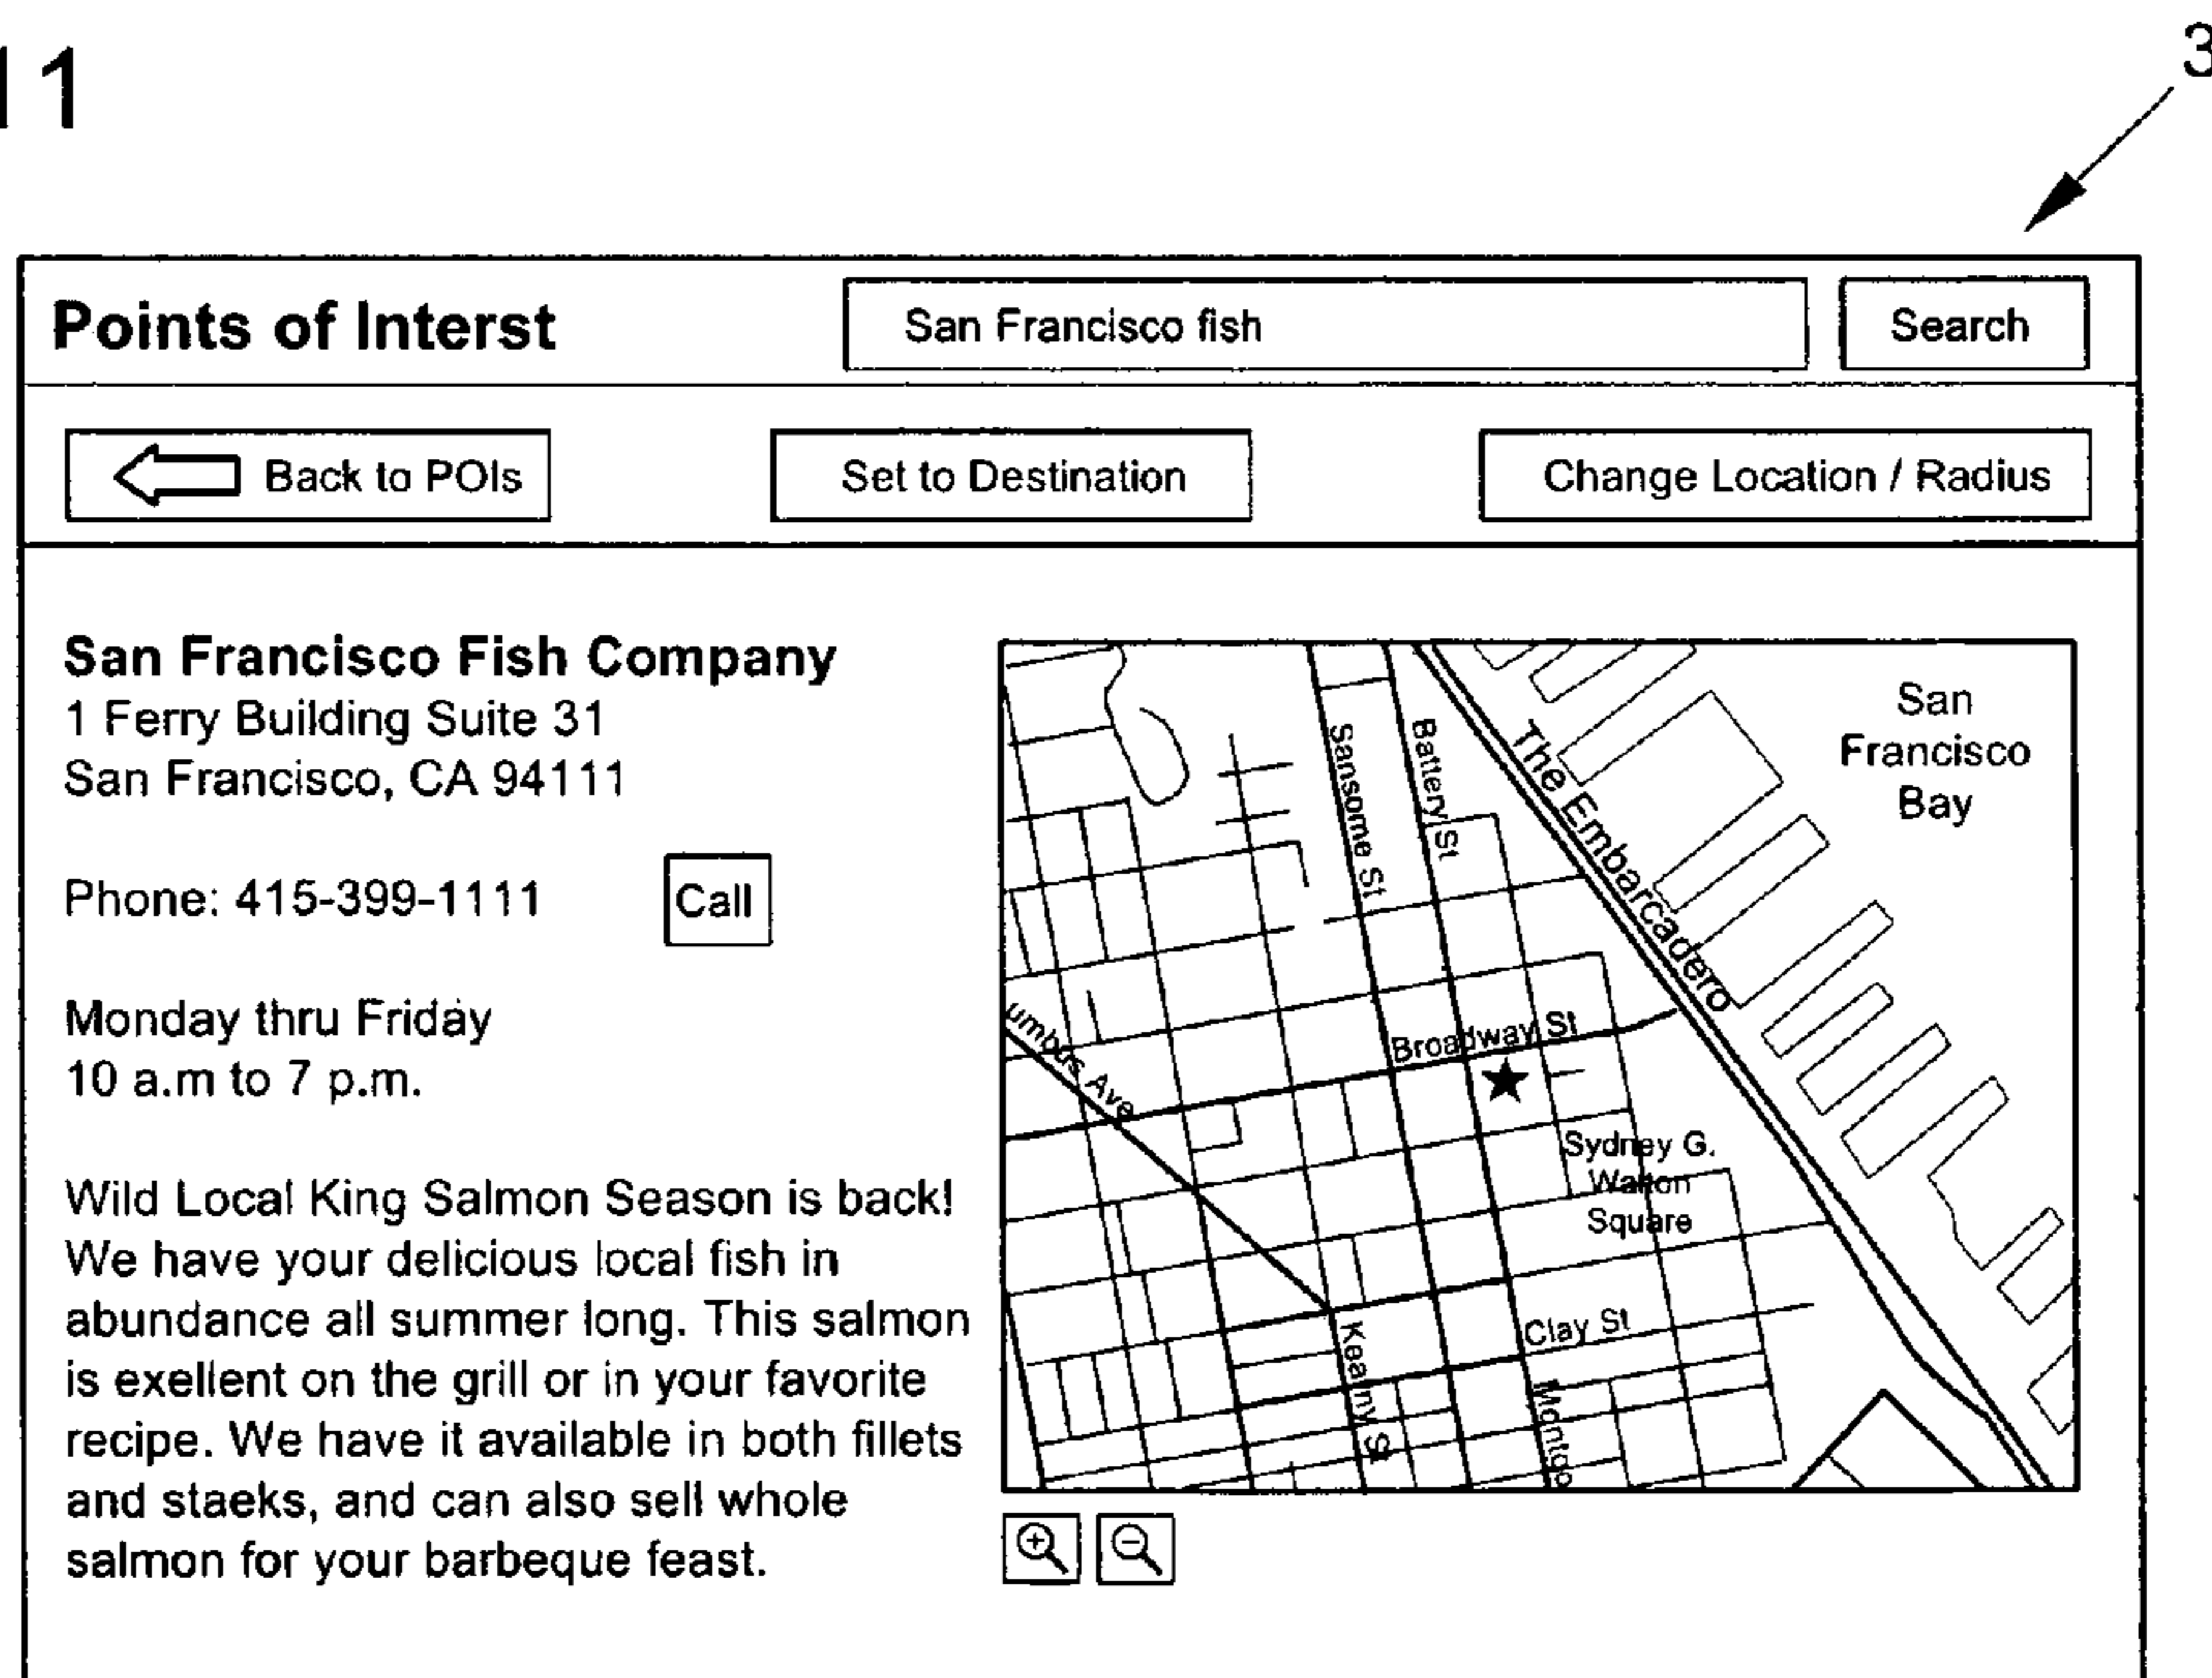 11
3
Points of Interst
San Francisco fish
Search
Back to POIs
Set to Destination
Change Location / Radius
San Francisco Fish Company
1 Ferry Building Suite 31
San Francisco, CA 94111
Phone: 415-399-1111
Call
Monday thru Friday
10 a.m to 7 p.m.
Wild Local King Salmon Season is back!
We have your delicious local fish in
abundance all summer long. This salmon
is exellent on the grill or in your favorite
recipe. We have it available in both fillets
and staeks, and can also sell whole
salmon for your barbeque feast.
San
Francisco
Bay
Sansome St
Battery St
The Embarcadero
Broadway St
umbus Ave
Sydney G.
Walton
Square
Clay St
Kearny St